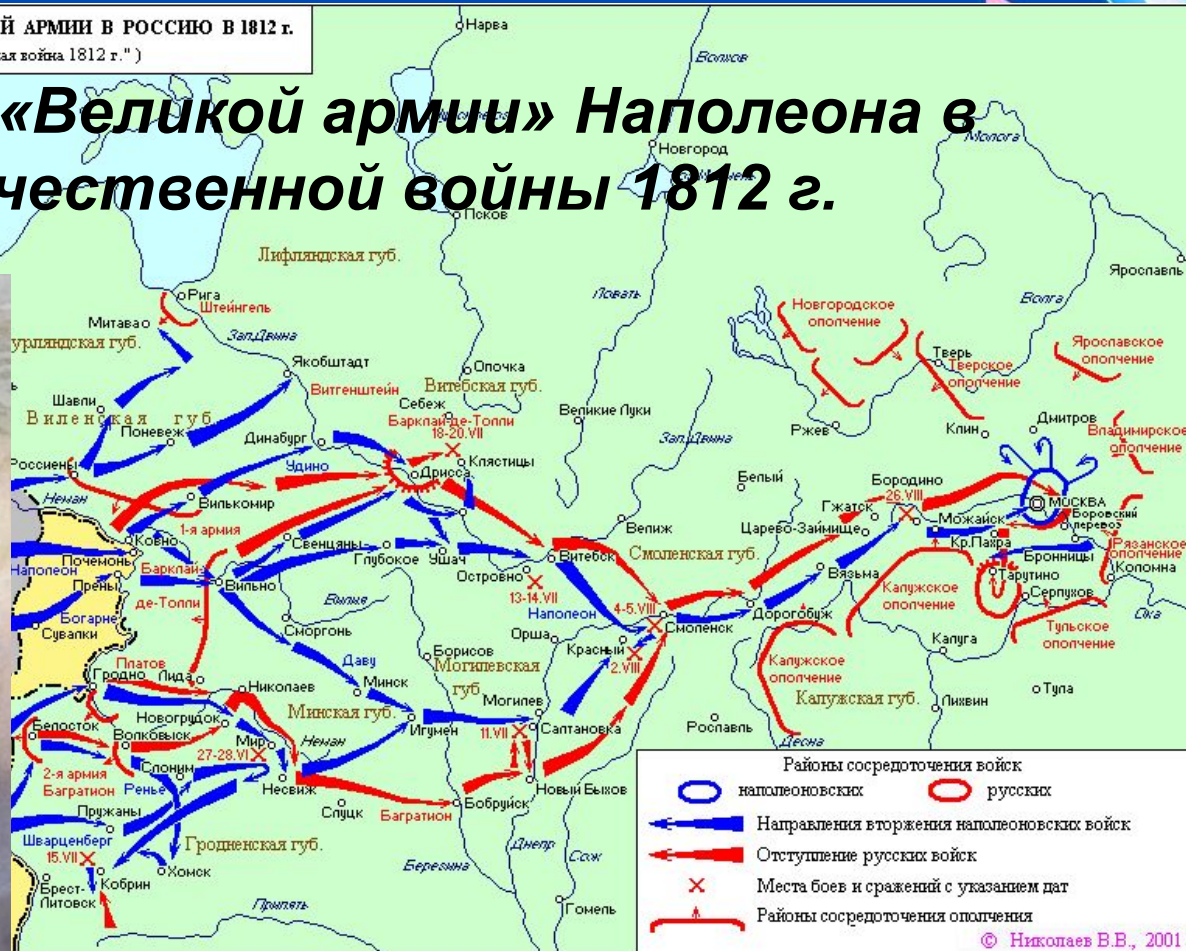 Й АРМИИ В РОССИЮ В 1812 г.
ая война 1812 г." )
«Великой армии» Наполеона в
чественной войны 1812 г.
Нарва
Волхов
Новгород
Молога
Псков
Лифляндская губ.
Ярославль
Рига
Штейнгель
Ловать
Новгородское
ополчение
Волга
Митава
Зап.Двина
урляндская губ.
Якобштадт
Опочка
Тверь
Тверское
ополчение
Ярославское
ополчение
Витгенштейн
Витебская губ.
Шавли
Себеж
Виленская губ
Барклай-де-Толли
18-20.VII
Великие Луки
Поневеж
Динабург
Зап.Двина
Ржев
Клин
Дмитров
Владимирское
ополчение
Россиены
Удино
Клястицы
Дрисса
Неман
Вилькомир
Белый
Бородино
26.VIII
Гжатск
МОСКВА
1-я армия
Велиж
Царево-Займище
Можайск
Боровский
перевоз
Ковно
Свенцяны
Почемонь
Глубокое
Ушач
Витебск
Смоленская губ.
Кр.Пахра
Рязанское
ополчение
Наполеон
Барклай-
де-Толли
Прены
Вильно
Островно
13-14.VII
Вязьма
Бронницы
Коломна
Тарутино
Богарне
Вилия
Наполеон
4-5.VIII
Смоленск
Дорогобуж
Калужское
ополчение
Серпухов
Сувалки
Сморгонь
Орша
Красный
2.VIII
Тульское
ополчение
Ока
Борисов
Калуга
Платов
Даву
Могилевская
губ
Калужское
ополчение
Гродно
Лида
Николаев
Минск
Калужская губ.
Лихвин
Тула
Минская губ.
Могилев
Белосток
Новогрудок
Волковыск
Мир
27-28.VI
Неман
Игумен
11.VII
Салтановка
Рославль
Десна
2-я армия
Багратион
Слоним
Ренье
Несвиж
Новый Быхов
Слуцк
Багратион
Бобруйск
Пружаны
Шварценберг
15.VII
Гродненская губ.
Днепр
Сож
Кобрин
Хомск
Березина
Брест-
Литовск
Припять
Гомель
Районы сосредоточения войск
наполеоновских
русских
Направления вторжения наполеоновских войск
Отступление русских войск
Места боев и сражений с указанием дат
Районы сосредоточения ополчения
© Николаев В.В., 2001